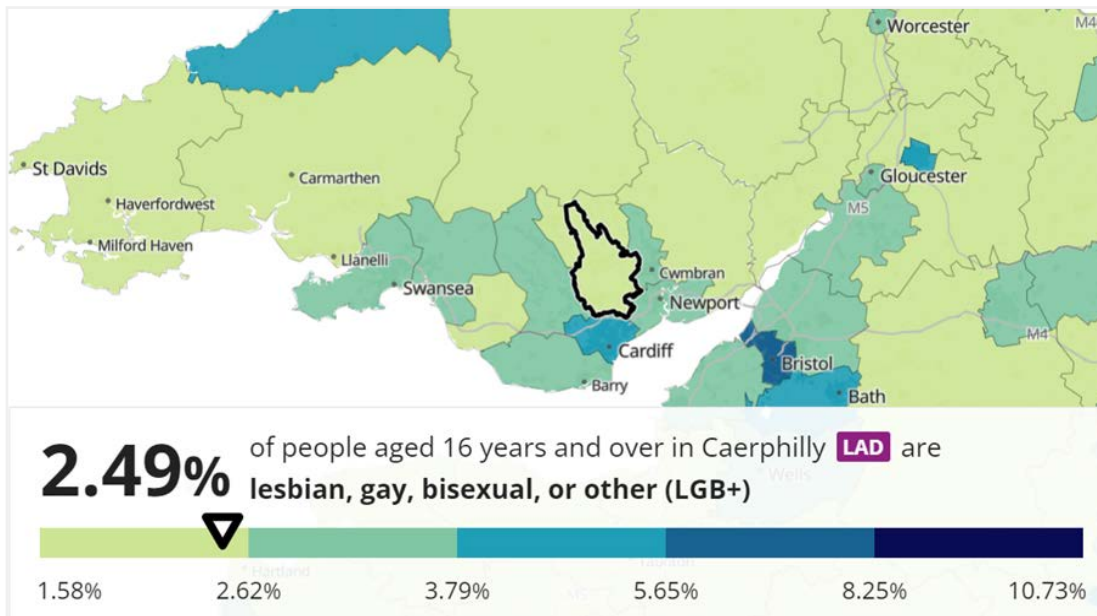 Worcester
M4
St Davids
Carmarthen
Gloucester
Haverfordwest
M5
Milford Haven
Llanelli
Cwmbran
Swansea
Newport
M4
Cardiff
Bristol
Barry
Bath
2.49%
of people aged 16 years and over in Caerphilly LAD are
lesbian, gay, bisexual, or other (LGB+)
Wells
Hartland
Taunton
1.58%
2.62%
3.79%
5.65%
8.25%
10.73%